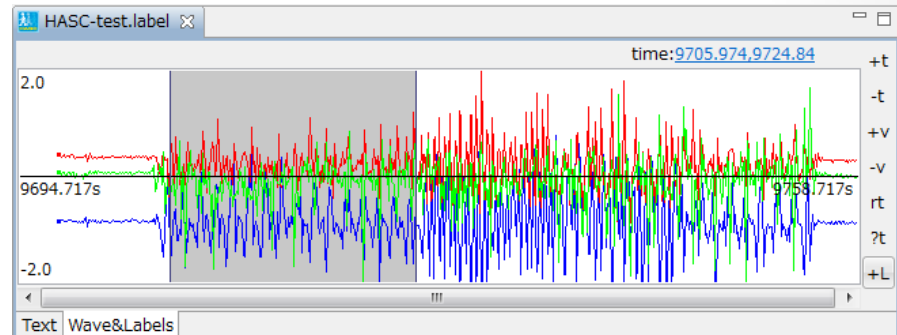 HASC-test.label
time:9705.974,9724.84
+t
2.0
-t
+v
-v
9694.717s 9758.717s
rt
?t
-2.0
+L
Text Wave&Labels